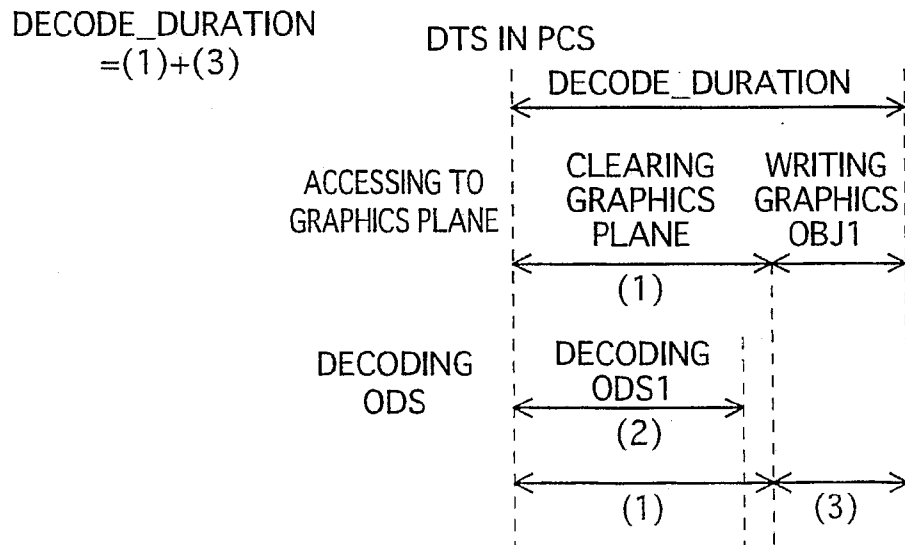 DECODE_DURATION
=(1)+(3)
DTS IN PCS
DECODE_DURATION
ACCESSING TO
GRAPHICS PLANE
CLEARING
GRAPHICS
PLANE
WRITING
GRAPHICS
OBJ1
(1)
DECODING
ODS
DECODING
ODS1
(2)
(1)
(3)